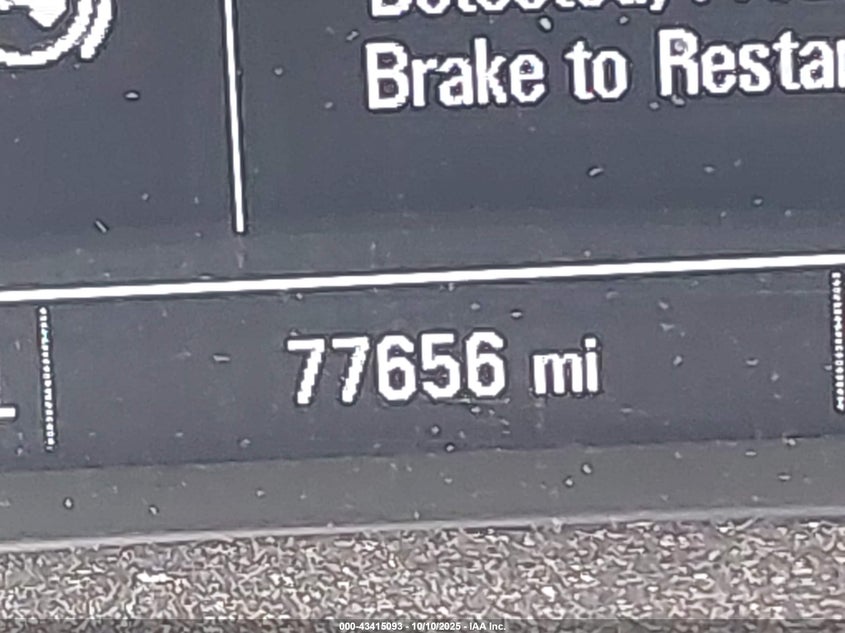 Brake to Restar
77656 mi
000-43415093 - 10/10/2025 - IAA Inc.